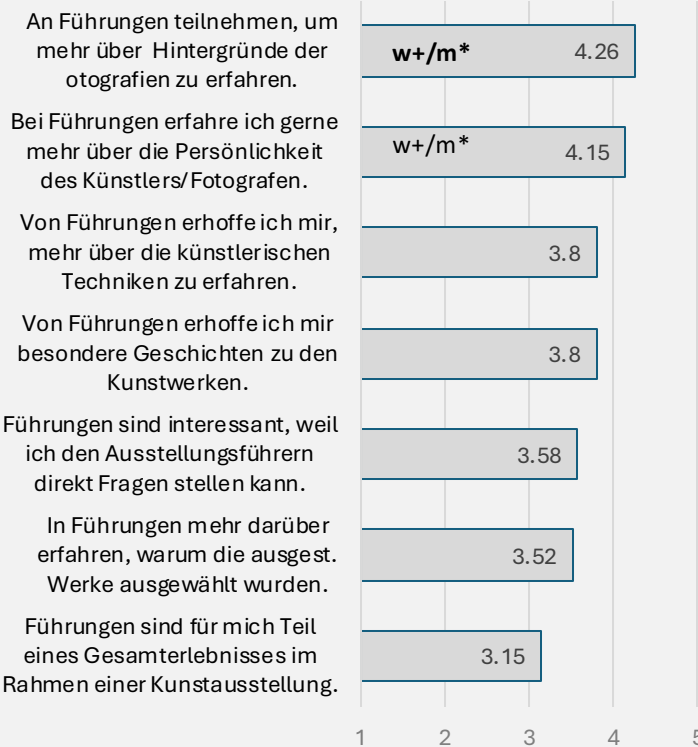 An Führungen teilnehmen, um
mehr über Hintergründe der
otografien zu erfahren.
w+/m*
4.26
Bei Führungen erfahre ich gerne
mehr über die Persönlichkeit
des Künstlers/Fotografen.
w+/m*
4.15
Von Führungen erhoffe ich mir,
mehr über die künstlerischen
Techniken zu erfahren.
3.8
Von Führungen erhoffe ich mir
besondere Geschichten zu den
Kunstwerken.
3.8
Führungen sind interessant, weil
ich den Ausstellungsführern
direkt Fragen stellen kann.
3.58
In Führungen mehr darüber
erfahren, warum die ausgest.
Werke ausgewählt wurden.
3.52
Führungen sind für mich Teil
eines Gesamterlebnisses im
Rahmen einer Kunstausstellung.
3.15
1 2 3 4 5